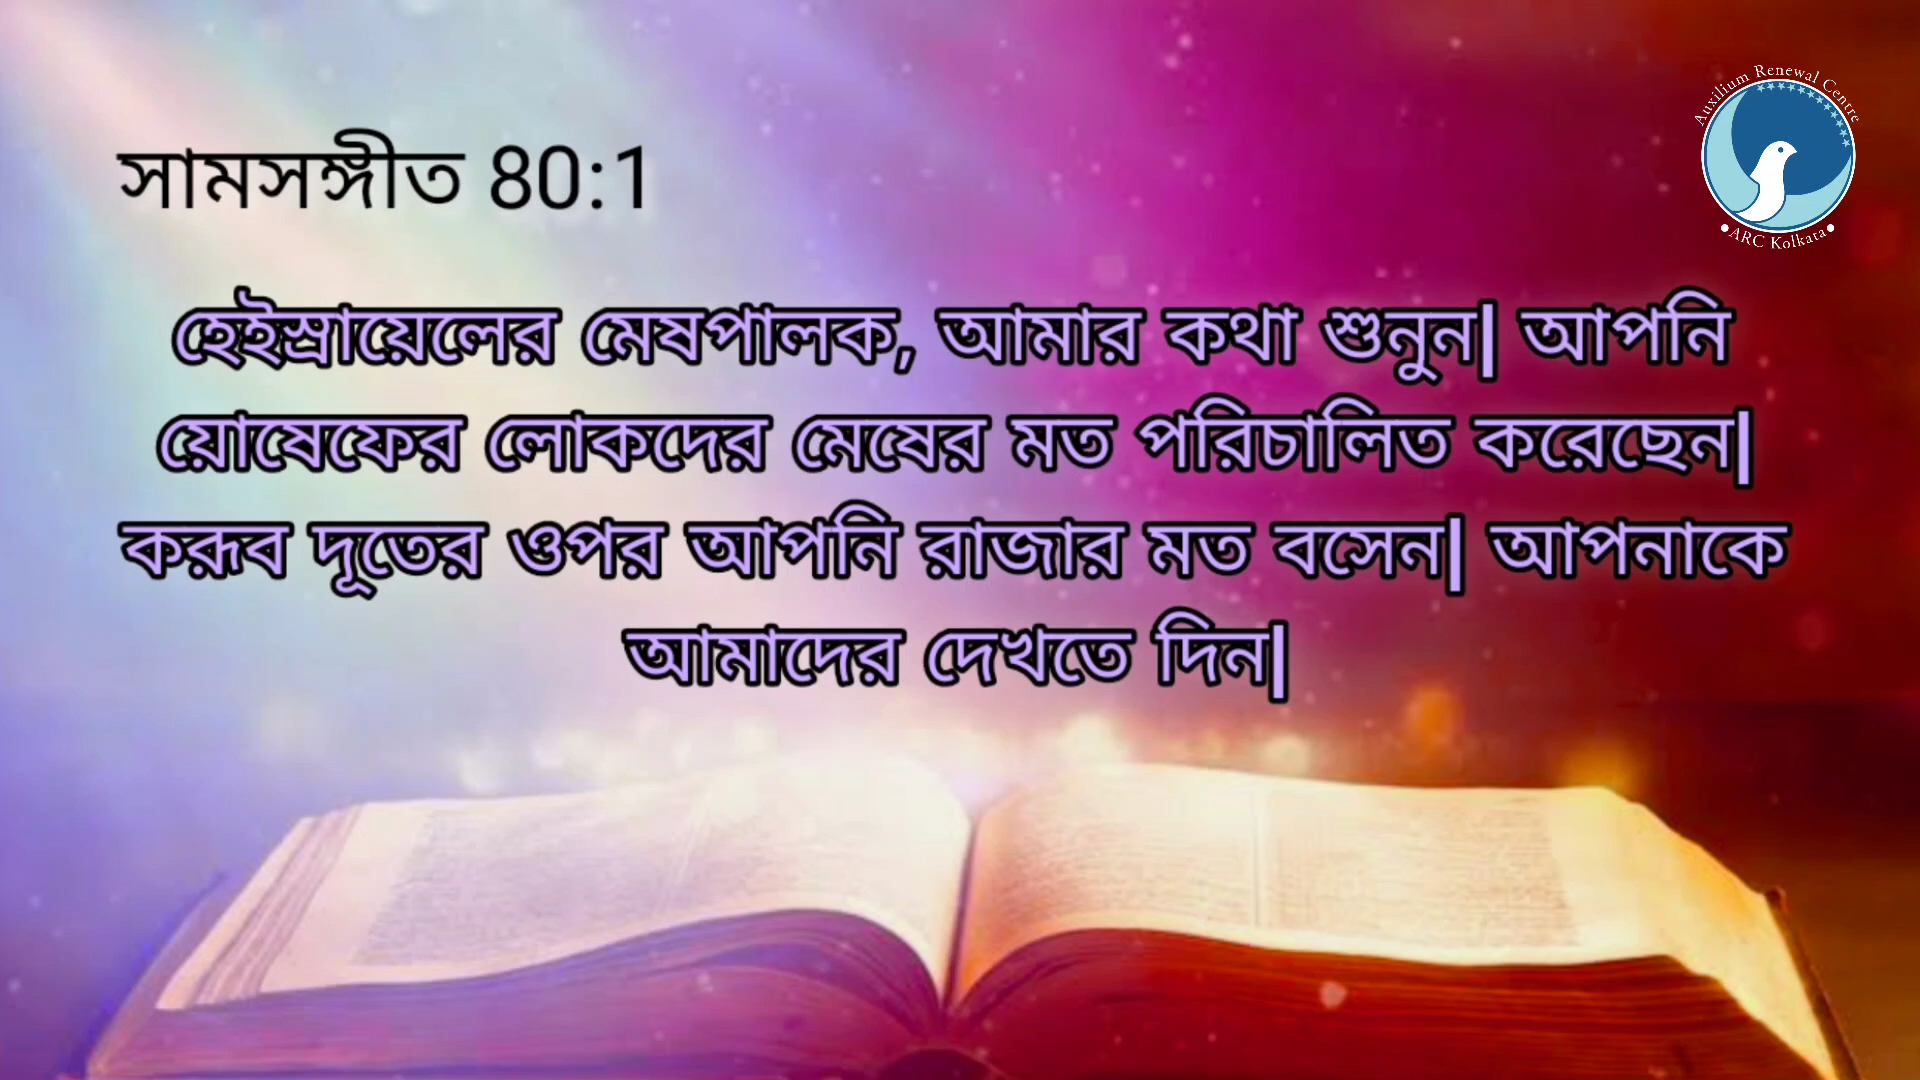 Auxilium Renewal Centre
সামসঙ্গীত 80:1
ARC Kolkata
হেইস্রায়েলের মেষপালক, আমার কথা শুনুন| আপনি
য়োষেফের লোকদের মেষের মত পরিচালিত করেছেন|
করূব দূতের ওপর আপনি রাজার মত বসেন| আপনাকে
আমাদের দেখতে দিন|